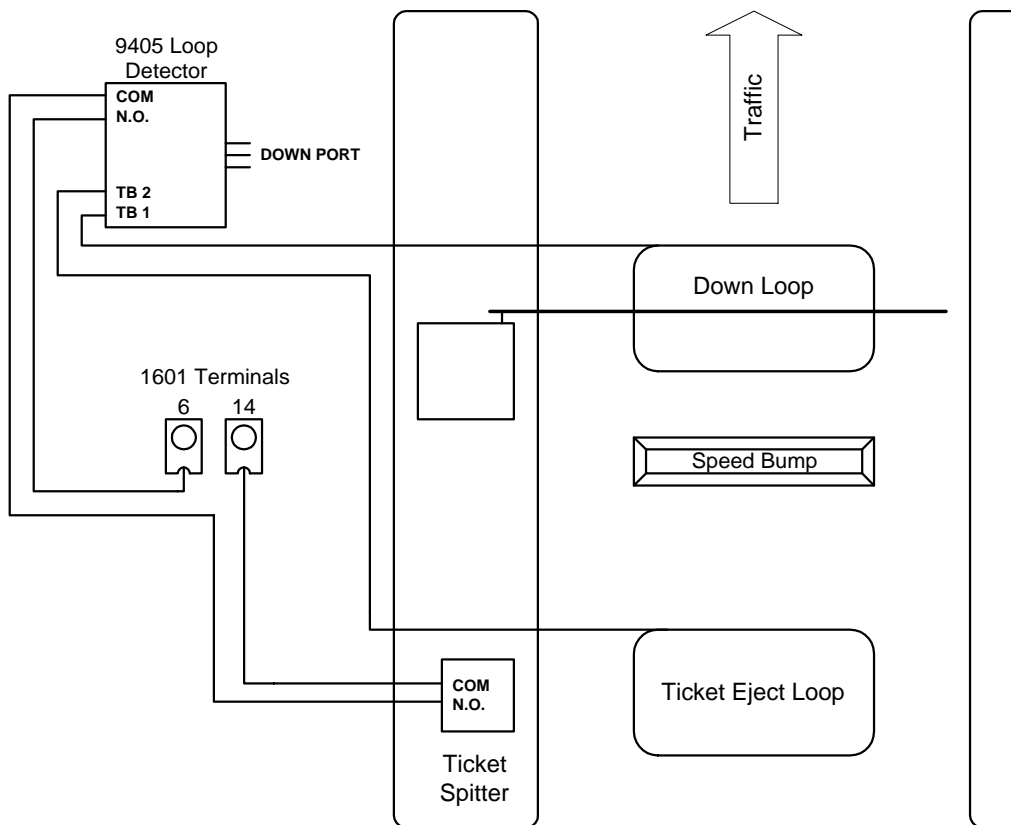 9405 Loop
Detector
COM
N.O.
DOWN PORT
TB 2
TB 1
Traffic
Down Loop
1601 Terminals
6 14
Speed Bump
Ticket Eject Loop
COM
N.O.
Ticket
Spitter